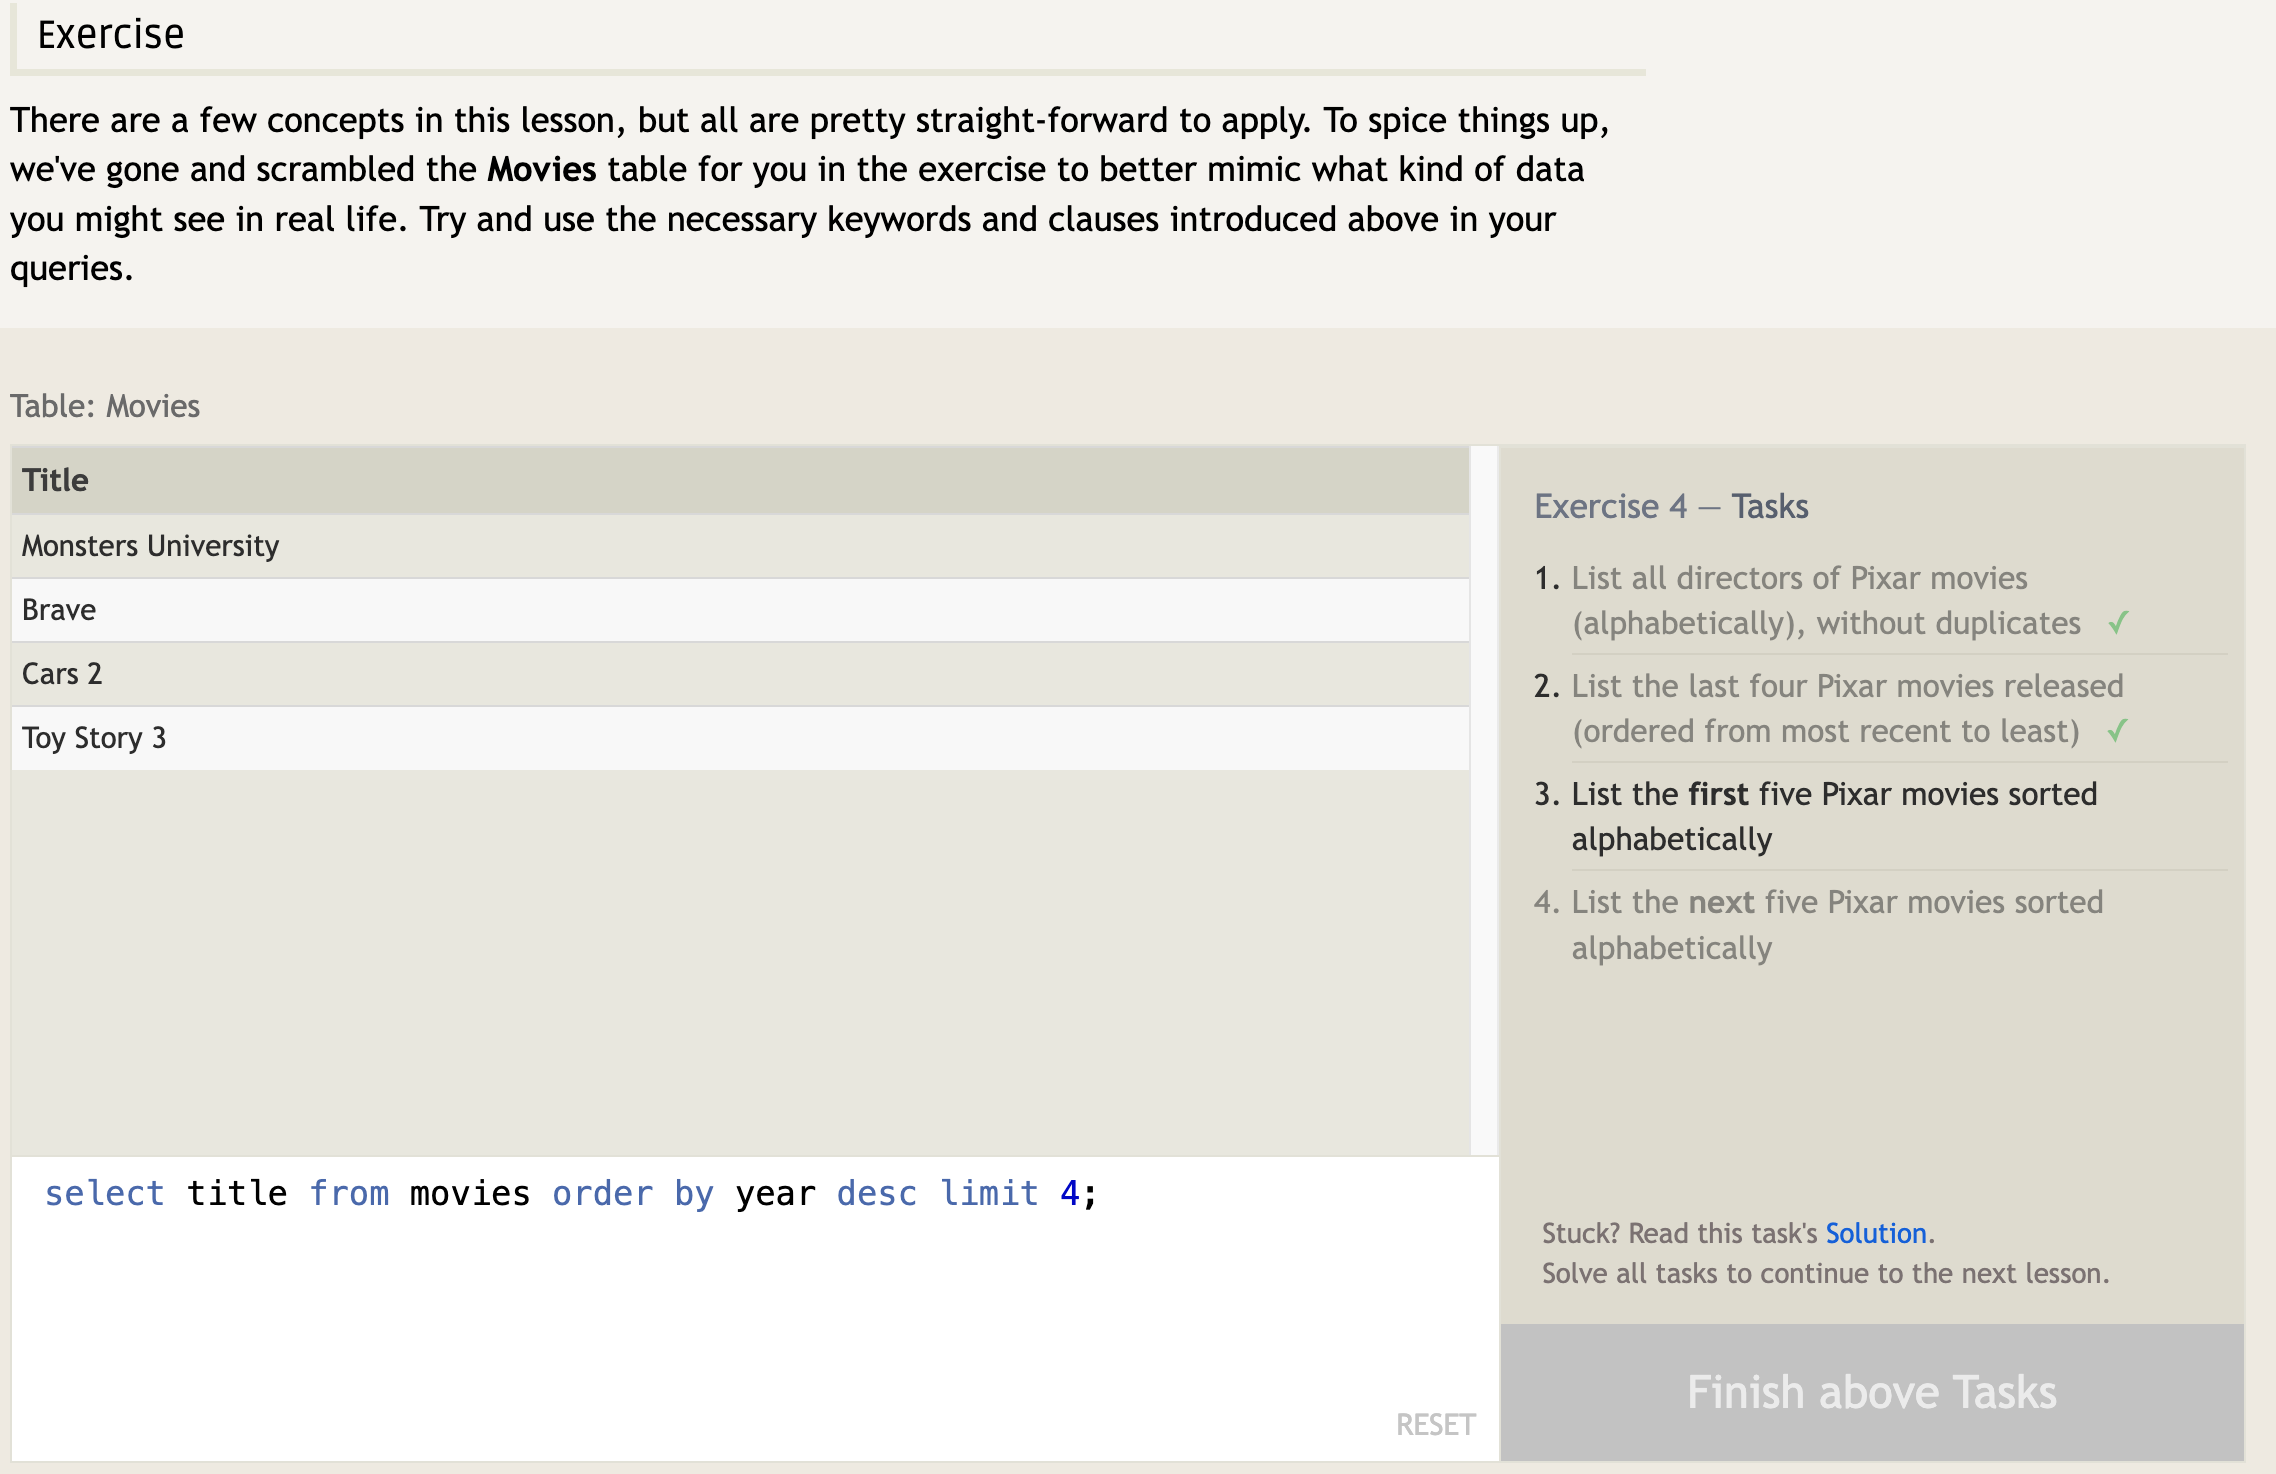 Exercise
There are a few concepts in this lesson, but all are pretty straight-forward to apply. To spice things up,
we've gone and scrambled the Movies table for you in the exercise to better mimic what kind of data
you might see in real life. Try and use the necessary keywords and clauses introduced above in your
queries.
Table: Movies
Title
Monsters University
Brave
Cars 2
Toy Story 3
select title from movies order by year desc limit 4;
RESET
Exercise 4 — Tasks
1. List all directors of Pixar movies
(alphabetically), without duplicates ✓
2. List the last four Pixar movies released
(ordered from most recent to least) ✓
3. List the first five Pixar movies sorted
alphabetically
4. List the next five Pixar movies sorted
alphabetically
Stuck? Read this task's Solution.
Solve all tasks to continue to the next lesson.
Finish above Tasks